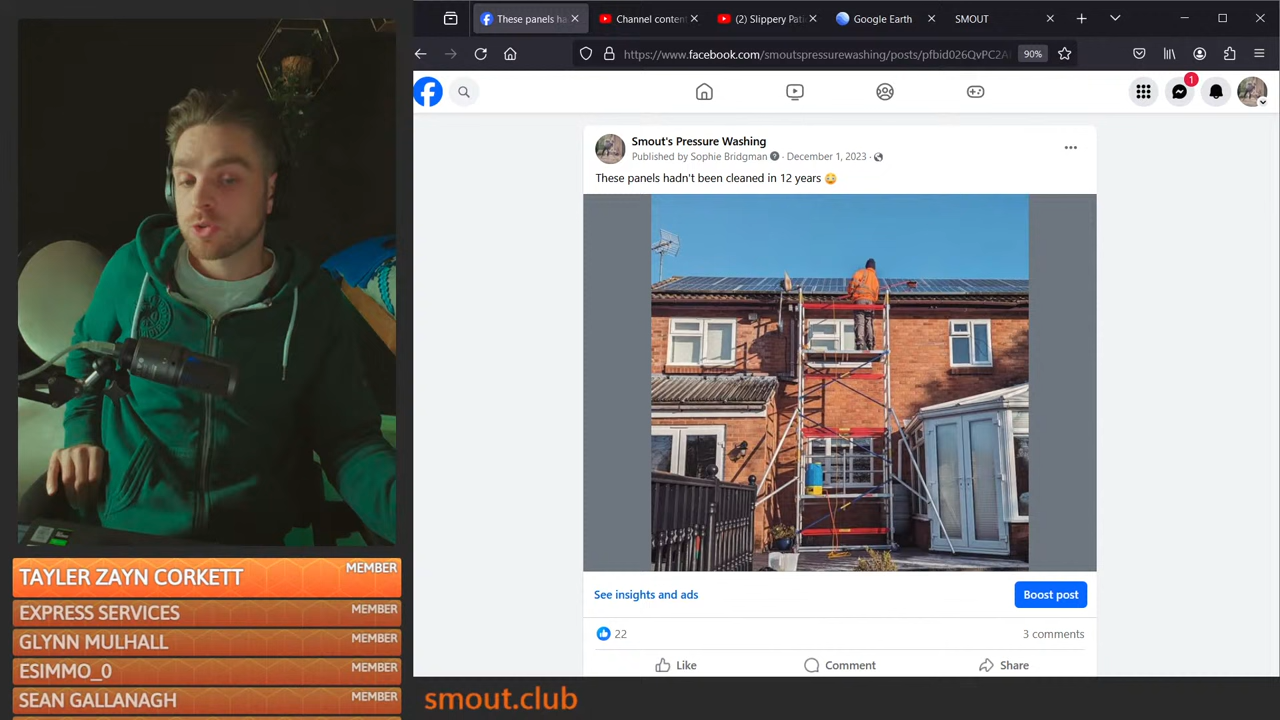 These panels ha
Channel conten
(2) Slippery Pati
Google Earth
SMOUT
https://www.facebook.com/smoutspressurewashing/posts/pfbid026QvPC2A
90%
1
Smout's Pressure Washing
Published by Sophie Bridgman
· December 1, 2023 ·
These panels hadn't been cleaned in 12 years 😳
See insights and ads
Boost post
22
3 comments
Like
Comment
Share
TAYLER ZAYN CORKETT
MEMBER
EXPRESS SERVICES
MEMBER
GLYNN MULHALL
MEMBER
ESIMMO_0
MEMBER
SEAN GALLANAGH
MEMBER
smout.club